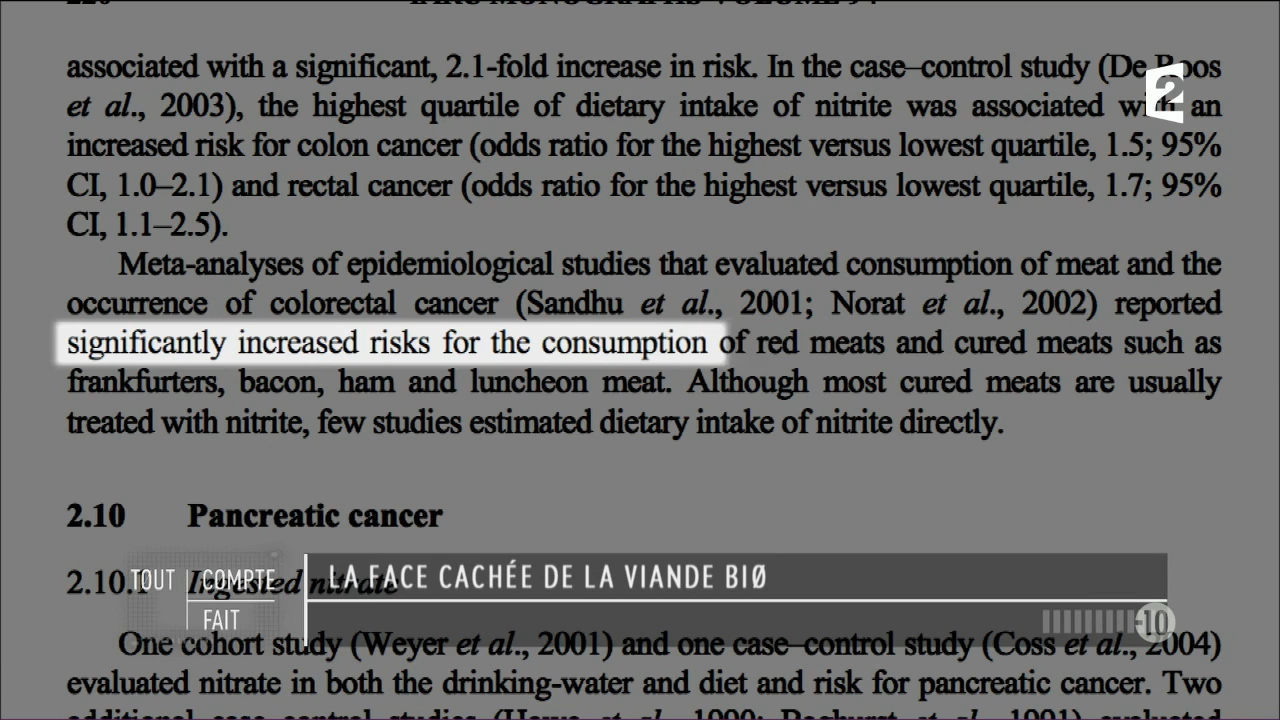 associated with a significant, 2.1-fold increase in risk. In the case–control study (De Roos
2
et al., 2003), the highest quartile of dietary intake of nitrite was associated with an
increased risk for colon cancer (odds ratio for the highest versus lowest quartile, 1.5; 95%
CI, 1.0–2.1) and rectal cancer (odds ratio for the highest versus lowest quartile, 1.7; 95%
CI, 1.1–2.5).
Meta-analyses of epidemiological studies that evaluated consumption of meat and the
occurrence of colorectal cancer (Sandhu et al., 2001; Norat et al., 2002) reported
significantly increased risks for the consumption of red meats and cured meats such as
frankfurters, bacon, ham and luncheon meat. Although most cured meats are usually
treated with nitrite, few studies estimated dietary intake of nitrite directly.
2.10 Pancreatic cancer
2.10.1 Ingested nitrate
TOUT COMPTE
FAIT
LA FACE CACHÉE DE LA VIANDE BIØ
-10
One cohort study (Weyer et al., 2001) and one case–control study (Coss et al., 2004)
evaluated nitrate in both the drinking-water and diet and risk for pancreatic cancer. Two